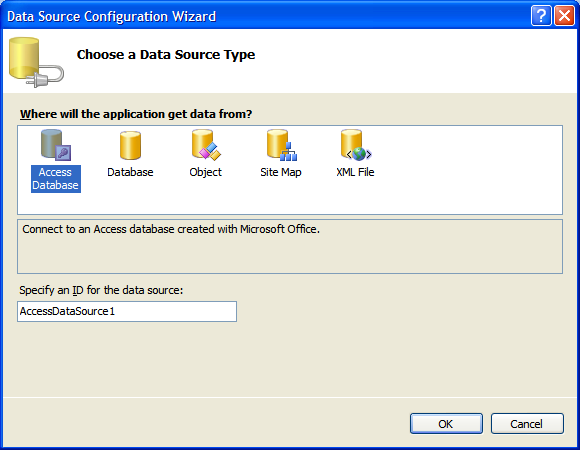 Data Source Configuration Wizard
Choose a Data Source Type
Where will the application get data from?
Access
Database
Database
Object
Site Map
XML File
Connect to an Access database created with Microsoft Office.
Specify an ID for the data source:
AccessDataSource1
OK
Cancel